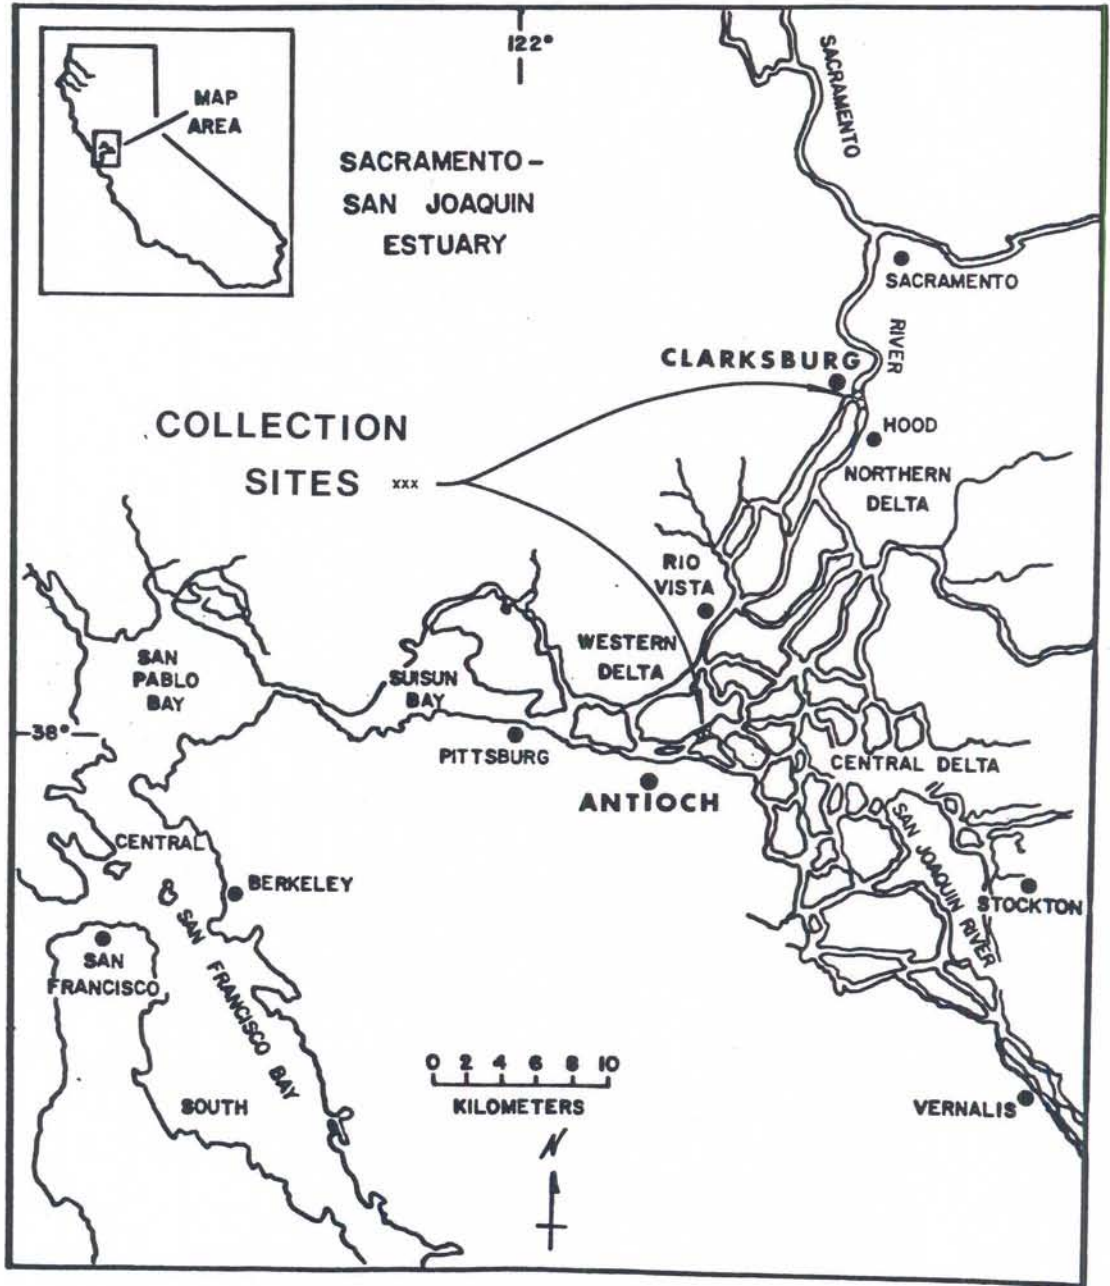 122°
MAP
AREA
SACRAMENTO –
SAN JOAQUIN
ESTUARY
SACRAMENTO
SACRAMENTO
RIVER
CLARKSBURG
COLLECTION
SITES xxx
HOOD
NORTHERN
DELTA
RIO
VISTA
WESTERN
DELTA
SAN
PABLO
BAY
SUISUN
BAY
38°
PITTSBURG
CENTRAL DELTA
ANTIOCH
SAN JOAQUIN RIVER
CENTRAL
BERKELEY
STOCKTON
SAN
FRANCISCO
SAN FRANCISCO BAY
0 2 4 6 8 10
KILOMETERS
SOUTH
VERNALIS
N